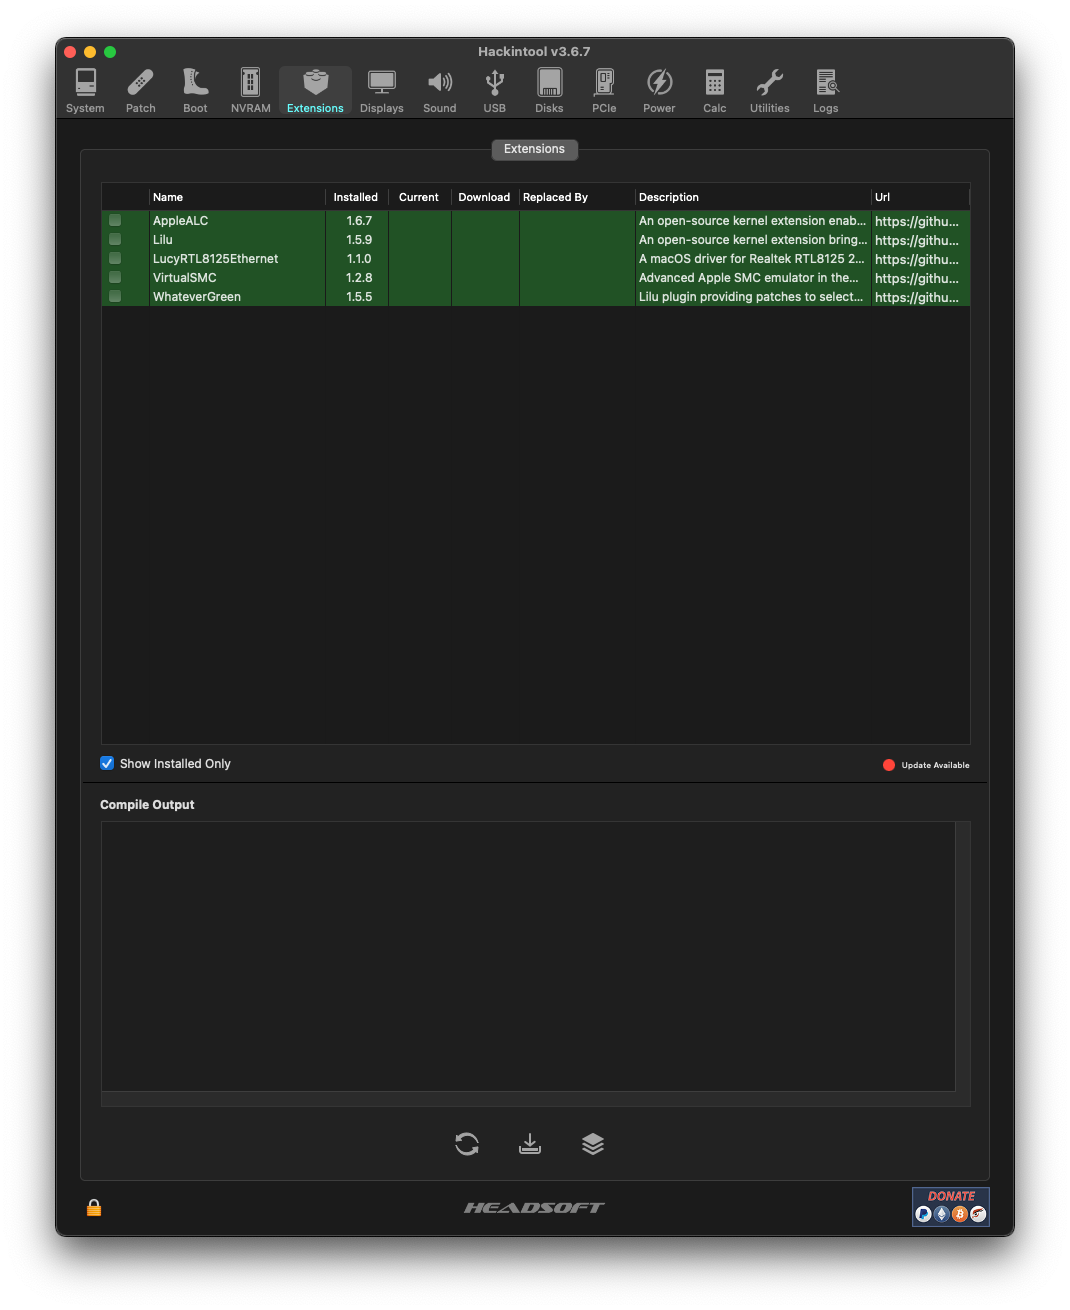 Hackintool v3.6.7
System Patch Boot NVRAM Extensions Displays Sound USB Disks PCIe Power Calc Utilities Logs
Extensions
Name Installed Current Download Replaced By Description Url
AppleALC 1.6.7 An open-source kernel extension enab... https://githu...
Lilu 1.5.9 An open-source kernel extension bring... https://githu...
LucyRTL8125Ethernet 1.1.0 A macOS driver for Realtek RTL8125 2... https://githu...
VirtualSMC 1.2.8 Advanced Apple SMC emulator in the... https://githu...
WhateverGreen 1.5.5 Lilu plugin providing patches to select... https://githu...
Show Installed Only Update Available
Compile Output
HEADSOFT
DONATE